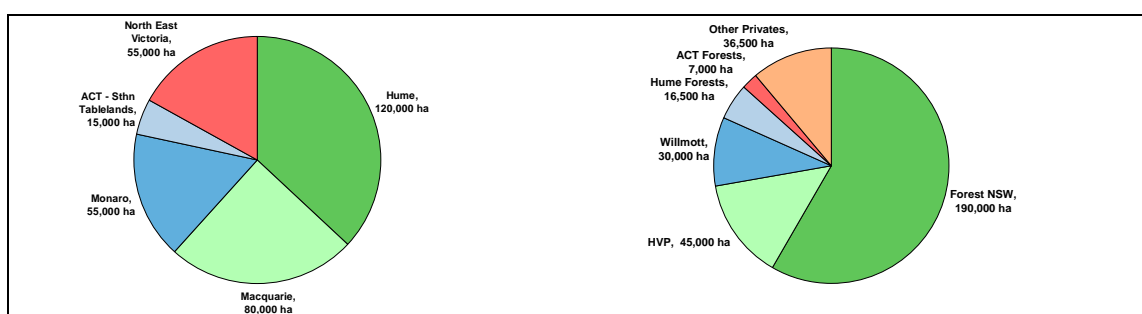 North East
Victoria,
55,000 ha
ACT - Sthn
Tablelands,
15,000 ha
Monaro,
55,000 ha
Macquarie,
80,000 ha
Hume,
120,000 ha
Other Privates,
36,500 ha
ACT Forests,
7,000 ha
Hume Forests,
16,500 ha
Willmott,
30,000 ha
HVP, 45,000 ha
Forest NSW,
190,000 ha